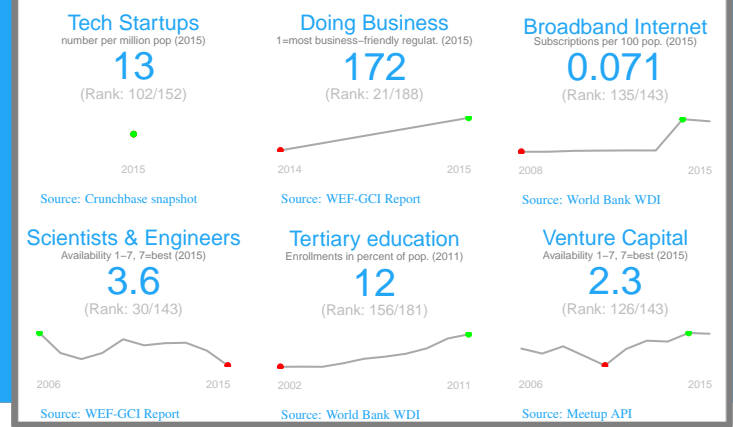 Tech Startups
number per million pop (2015)
13
(Rank: 102/152)
2015
Source: Crunchbase snapshot
Doing Business
1=most business−friendly regulat. (2015)
172
(Rank: 21/188)
2014 2015
Source: WEF-GCI Report
Broadband Internet
Subscriptions per 100 pop. (2015)
0.071
(Rank: 135/143)
2008 2015
Source: World Bank WDI
Scientists & Engineers
Availability 1−7, 7=best (2015)
3.6
(Rank: 30/143)
2006 2015
Source: WEF-GCI Report
Tertiary education
Enrollments in percent of pop. (2011)
12
(Rank: 156/181)
2002 2011
Source: World Bank WDI
Venture Capital
Availability 1−7, 7=best (2015)
2.3
(Rank: 126/143)
2006 2015
Source: Meetup API